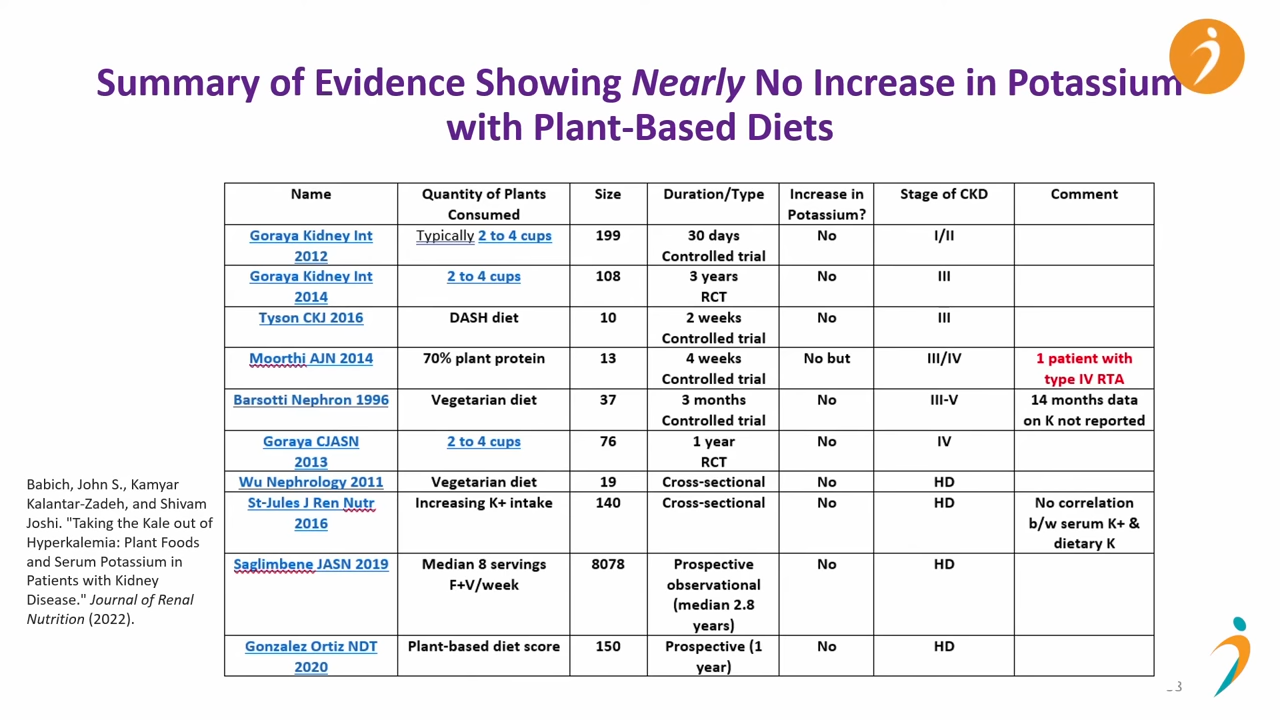 Summary of Evidence Showing Nearly No Increase in Potassium
with Plant-Based Diets
Name Quantity of Plants Consumed Size Duration/Type Increase in Potassium? Stage of CKD Comment
Goraya Kidney Int 2012 Typically 2 to 4 cups 199 30 days Controlled trial No I/II
Goraya Kidney Int 2014 2 to 4 cups 108 3 years RCT No III
Tyson CKJ 2016 DASH diet 10 2 weeks Controlled trial No III
Moorthi AJN 2014 70% plant protein 13 4 weeks Controlled trial No but III/IV 1 patient with type IV RTA
Barsotti Nephron 1996 Vegetarian diet 37 3 months Controlled trial No III-V 14 months data on K not reported
Goraya CJASN 2013 2 to 4 cups 76 1 year RCT No IV
Wu Nephrology 2011 Vegetarian diet 19 Cross-sectional No HD
St-Jules J Ren Nutr 2016 Increasing K+ intake 140 Cross-sectional No HD No correlation b/w serum K+ & dietary K
Saglimbene JASN 2019 Median 8 servings F+V/week 8078 Prospective observational (median 2.8 years) No HD
Gonzalez Ortiz NDT 2020 Plant-based diet score 150 Prospective (1 year) No HD
Babich, John S., Kamyar
Kalantar-Zadeh, and Shivam
Joshi. "Taking the Kale out of
Hyperkalemia: Plant Foods
and Serum Potassium in
Patients with Kidney
Disease." Journal of Renal
Nutrition (2022).